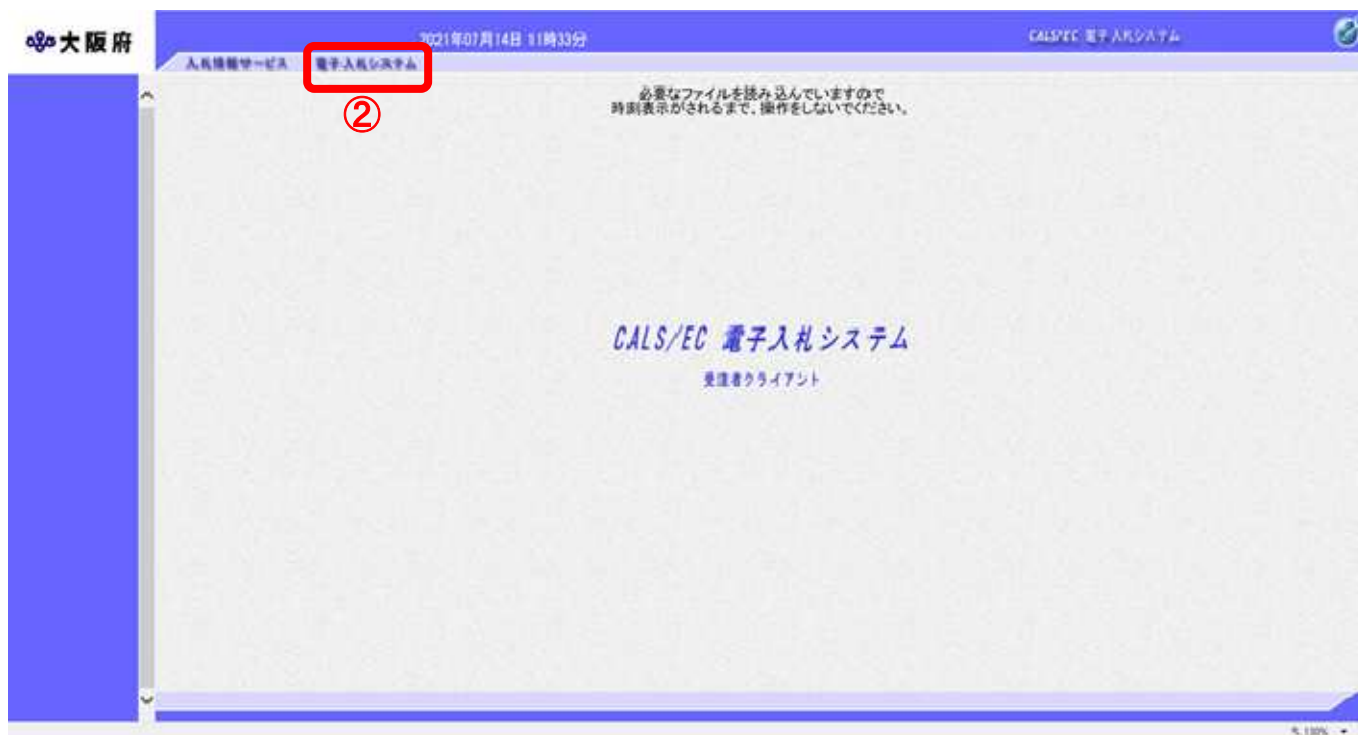 大阪府
2021年07月14日 11時33分
CALS/EC 電子入札システム
入札情報サービス
電子入札システム
②
必要なファイルを読み込んでいますので
時刻表示がされるまで、操作をしないでください。
CALS/EC 電子入札システム
受注者クライアント
100%